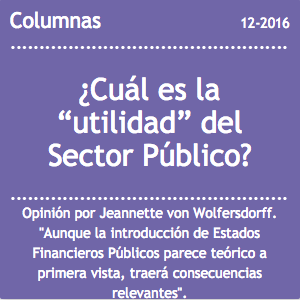 Columnas
12-2016
¿Cuál es la
“utilidad” del
Sector Público?
Opinión por Jeannette von Wolfersdorff.
"Aunque la introducción de Estados
Financieros Públicos parece teórico a
primera vista, traerá consecuencias
relevantes".